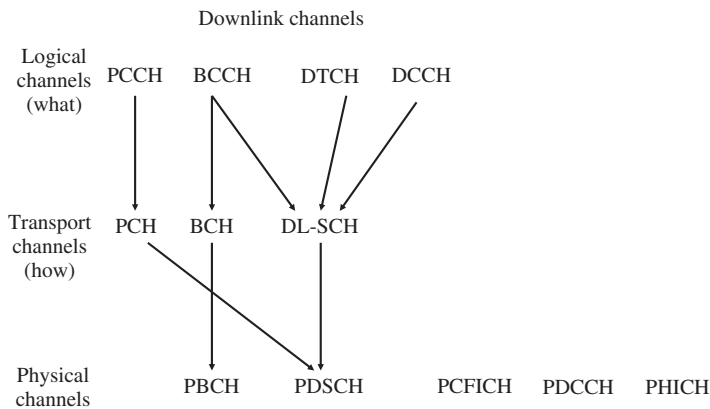 Downlink channels
Logical
channels
(what)
PCCH BCCH DTCH DCCH
Transport
channels
(how)
PCH BCH DL-SCH
Physical
channels
PBCH PDSCH PCFICH PDCCH PHICH